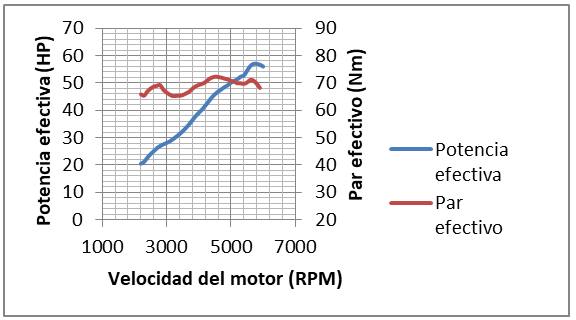 Potencia efectiva (HP)
70
60
50
40
30
20
10
0
90
80
70
60
50
40
30
20
Par efectivo (Nm)
1000 3000 5000 7000
Velocidad del motor (RPM)
Potencia
efectiva
Par
efectivo